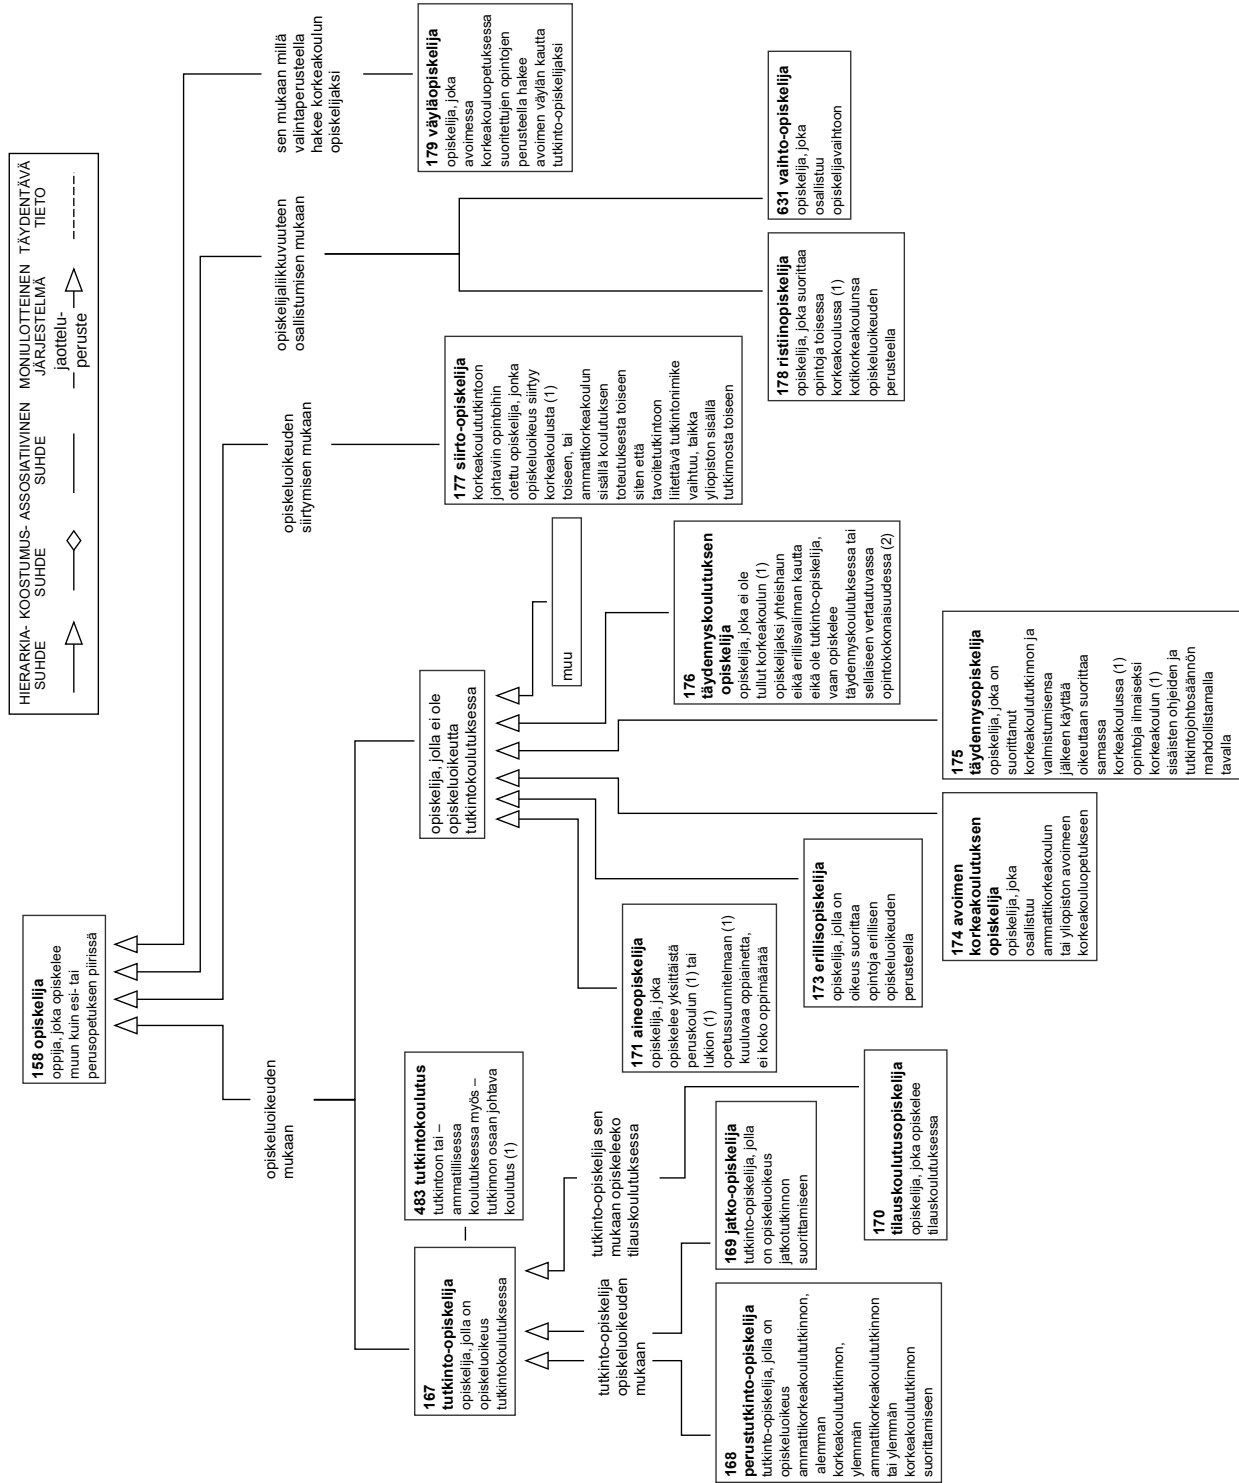 HIERARKIA-
SUHDE
KOOSTUMUS-
SUHDE
ASSOSIATIIVINEN
SUHDE
MONIULOTTEINEN
JÄRJESTELMÄ
jaottelu-
peruste
TÄYDENTÄVÄ
TIETO
158 opiskelija
oppija, joka opiskelee
muun kuin esi- tai
perusopetuksen piirissä
opiskeluoikeuden
mukaan
opiskeluoikeuden
siirtymisen mukaan
opiskelijaliikkuvuuteen
osallistumisen mukaan
sen mukaan millä
valintaperusteella
hakee korkeakoulun
opiskelijaksi
167
tutkinto-opiskelija
opiskelija, jolla on
opiskeluoikeus
tutkintokoulutuksessa
483 tutkintokoulutus
tutkintoon tai –
ammatillisessa
koulutuksessa myös –
tutkinnon osaan johtava
koulutus (1)
opiskelija, jolla ei ole
opiskeluoikeutta
tutkintokoulutuksessa
177 siirto-opiskelija
korkeakoulututkintoon
johtaviin opintoihin
otettu opiskelija, jonka
opiskeluoikeus siirtyy
korkeakoulusta (1)
toiseen, tai
ammattikorkeakoulun
sisällä koulutuksen
toteutuksesta toiseen
siten että
tavoitetutkintoon
liitettävä tutkintonimike
vaihtuu, taikka
yliopiston sisällä
tutkinnosta toiseen
179 väyläopiskelija
opiskelija, joka
avoimessa
korkeakouluopetuksessa
suoritettujen opintojen
perusteella hakee
avoimen väylän kautta
tutkinto-opiskelijaksi
tutkinto-opiskelija
opiskeluoikeuden
mukaan
tutkinto-opiskelija sen
mukaan opiskeleeko
tilauskoulutuksessa
171 aineopiskelija
opiskelija, joka
opiskelee yksittäistä
peruskoulun (1) tai
lukion (1)
opetussuunnitelmaan (1)
kuuluvaa oppiainetta,
ei koko oppimäärää
muu
176
täydennyskoulutuksen
opiskelija
opiskelija, joka ei ole
tullut korkeakoulun (1)
opiskelijaksi yhteishaun
eikä erillisvalinnan kautta
eikä ole tutkinto-opiskelija,
vaan opiskelee
täydennyskoulutuksessa tai
sellaiseen vertautuvassa
opintokokonaisuudessa (2)
178 ristiinopiskelija
opiskelija, joka suorittaa
opintoja toisessa
korkeakoulussa (1)
kotikorkeakoulunsa
opiskeluoikeuden
perusteella
631 vaihto-opiskelija
opiskelija, joka
osallistuu
opiskelijavaihtoon
168
perustutkinto-opiskelija
tutkinto-opiskelija, jolla on
opiskeluoikeus
ammattikorkeakoulututkinnon,
alemman
korkeakoulututkinnon,
ylemmän
ammattikorkeakoulututkinnon
tai ylemmän
korkeakoulututkinnon
suorittamiseen
169 jatko-opiskelija
tutkinto-opiskelija, jolla
on opiskeluoikeus
jatkotutkinnon
suorittamiseen
170
tilauskoulutusopiskelija
opiskelija, joka opiskelee
tilauskoulutuksessa
173 erillisopiskelija
opiskelija, jolla on
oikeus suorittaa
opintoja erillisen
opiskeluoikeuden
perusteella
174 avoimen
korkeakoulutuksen
opiskelija
opiskelija, joka
osallistuu
ammattikorkeakoulun
tai yliopiston avoimeen
korkeakouluopetukseen
175
täydennysopiskelija
opiskelija, joka on
suorittanut
korkeakoulututkinnon ja
valmistumisensa
jälkeen käyttää
oikeuttaan suorittaa
samassa
korkeakoulussa (1)
opintoja ilmaiseksi
korkeakoulun (1)
sisäisten ohjeiden ja
tutkintojohtosäännön
mahdollistamalla
tavalla